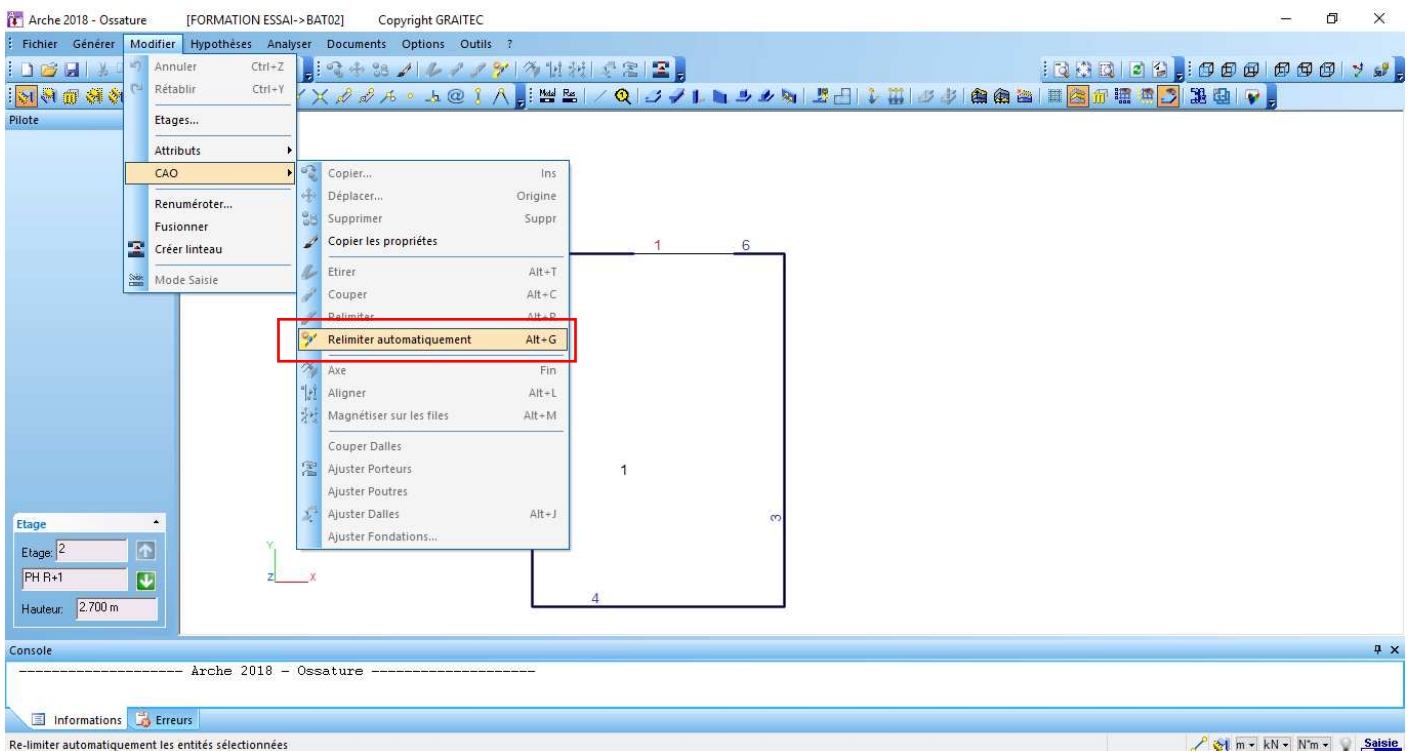 Arche 2018 - Ossature [FORMATION ESSAI->BAT02] Copyright GRAITEC
Fichier Générer Modifier Hypothèses Analyser Documents Options Outils ?
Pilote
Annuler Ctrl+Z
Rétablir Ctrl+Y
Etages...
Attributs
CAO
Renuméroter...
Fusionner
Créer linteau
Mode Saisie
Copier... Ins
Déplacer... Origine
Supprimer Suppr
Copier les propriétes
Etirer Alt+T
Couper Alt+C
Relimiter Alt+R
Relimiter automatiquement Alt+G
Axe Fin
Aligner Alt+L
Magnétiser sur les files Alt+M
Couper Dalles
Ajuster Porteurs
Ajuster Poutres
Ajuster Dalles Alt+J
Ajuster Fondations...
1 6
1
3
4
Y
Z X
Etage
Etage: 2
PH R+1
Hauteur: 2.700 m
Console
-------------------- Arche 2018 - Ossature --------------------
Informations Erreurs
Re-limiter automatiquement les entités sélectionnées
m kN N*m Saisie